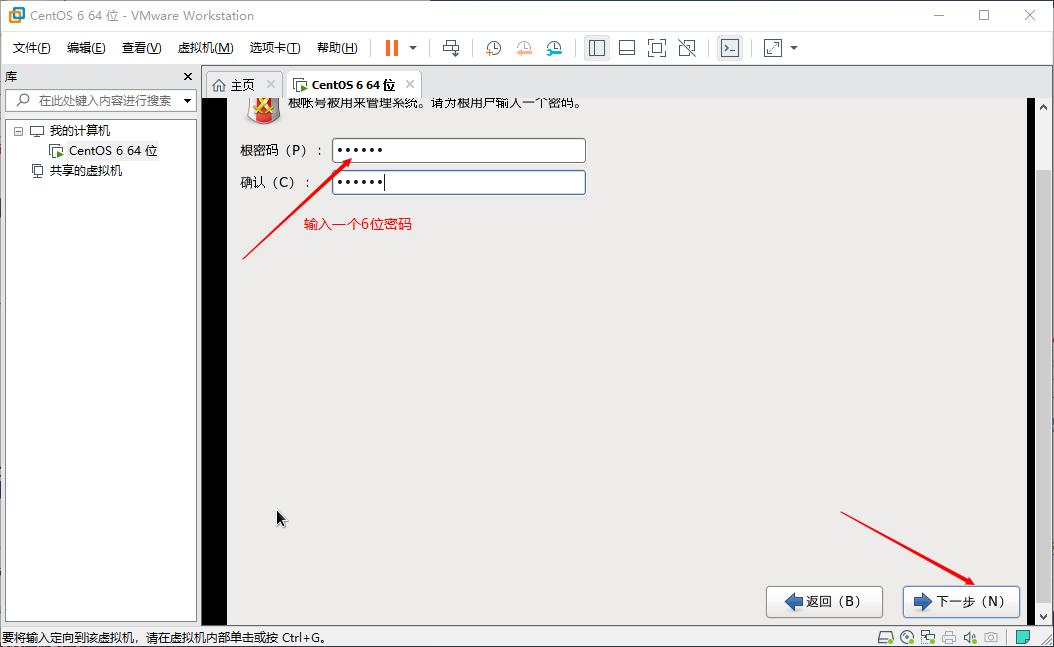 CentOS 6 64 位 - VMware Workstation
文件(F) 编辑(E) 查看(V) 虚拟机(M) 选项卡(T) 帮助(H)
库
在此处键入内容进行搜索
我的计算机
CentOS 6 64 位
共享的虚拟机
主页 CentOS 6 64 位
根帐号被用来管理系统。请为根用户输入一个密码。
根密码（P）：
确认（C）：
输入一个6位密码
返回（B） 下一步（N）
要将输入定向到该虚拟机，请在虚拟机内部单击或按 Ctrl+G。